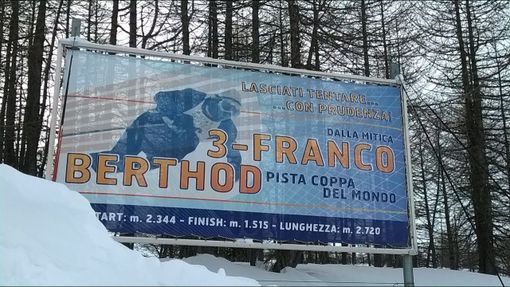 LASCIATI TENTARE...
...CON PRUDENZA!
DALLA MITICA
3-FRANCO
BERTHOD
PISTA COPPA
DEL MONDO
START: m. 2.344 - FINISH: m. 1.515 - LUNGHEZZA: m. 2.720